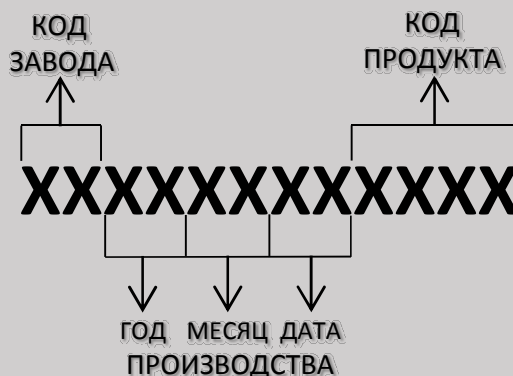 КОД
ЗАВОДА
КОД
ПРОДУКТА
XXXXXXXXXXXX
ГОД МЕСЯЦ ДАТА
ПРОИЗВОДСТВА